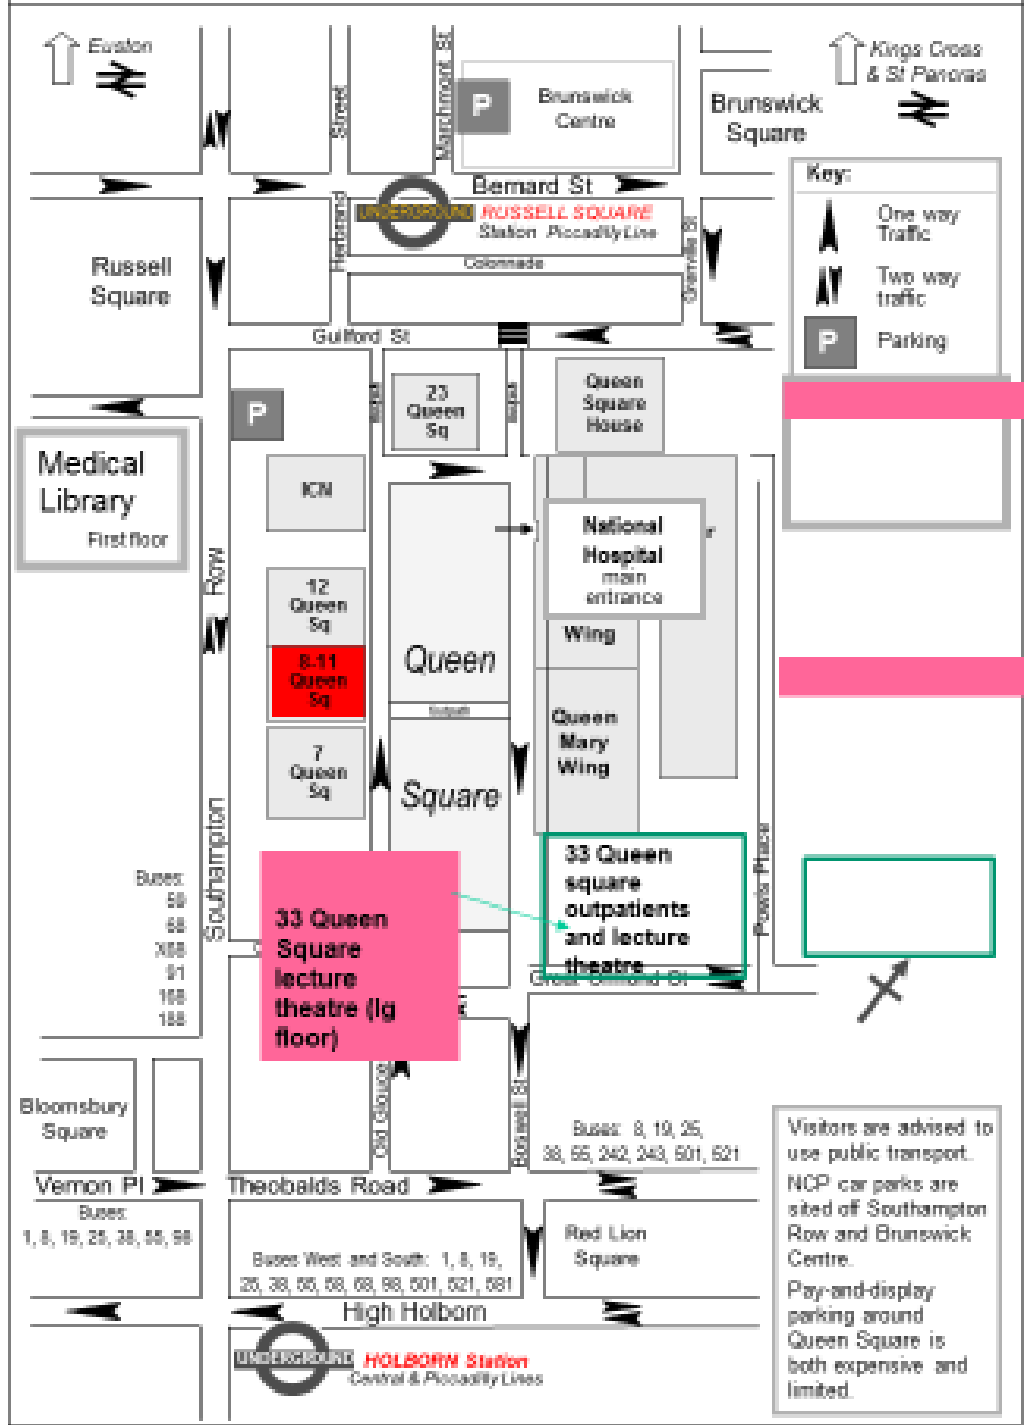 Euston
Street
Marchmont St
P
Brunswick
Centre
Brunswick
Square
Kings Cross
& St Pancras
Bernard St
UNDERGROUND
RUSSELL SQUARE
Station Piccadilly Line
Herbrand
Colonnade
Grenville St
Russell
Square
Guilford St
Key:
One way
Traffic
Two way
traffic
P
Parking
P
23
Queen
Sq
Queen
Square
House
Medical
Library
First floor
ICN
National
Hospital
main
entrance
Wing
Row
12
Queen
Sq
8-11
Queen
Sq
7
Queen
Sq
Queen
footpath
Square
Queen
Mary
Wing
Southampton
Buses:
59
68
X68
91
168
188
33 Queen
Square
lecture
theatre (lg
floor)
33 Queen
square
outpatients
and lecture
theatre
Powis Place
Great Ormond St
Old Glouce
Boswell St
Bloomsbury
Square
Buses: 8, 19, 25,
38, 55, 242, 243, 501, 521
Vernon Pl
Theobalds Road
Buses:
1, 8, 19, 25, 38, 55, 98
Buses West and South: 1, 8, 19,
25, 38, 55, 58, 68, 98, 501, 521, 581
Red Lion
Square
High Holborn
UNDERGROUND
HOLBORN Station
Central & Piccadilly Lines
Visitors are advised to
use public transport.
NCP car parks are
sited off Southampton
Row and Brunswick
Centre.
Pay-and-display
parking around
Queen Square is
both expensive and
limited.